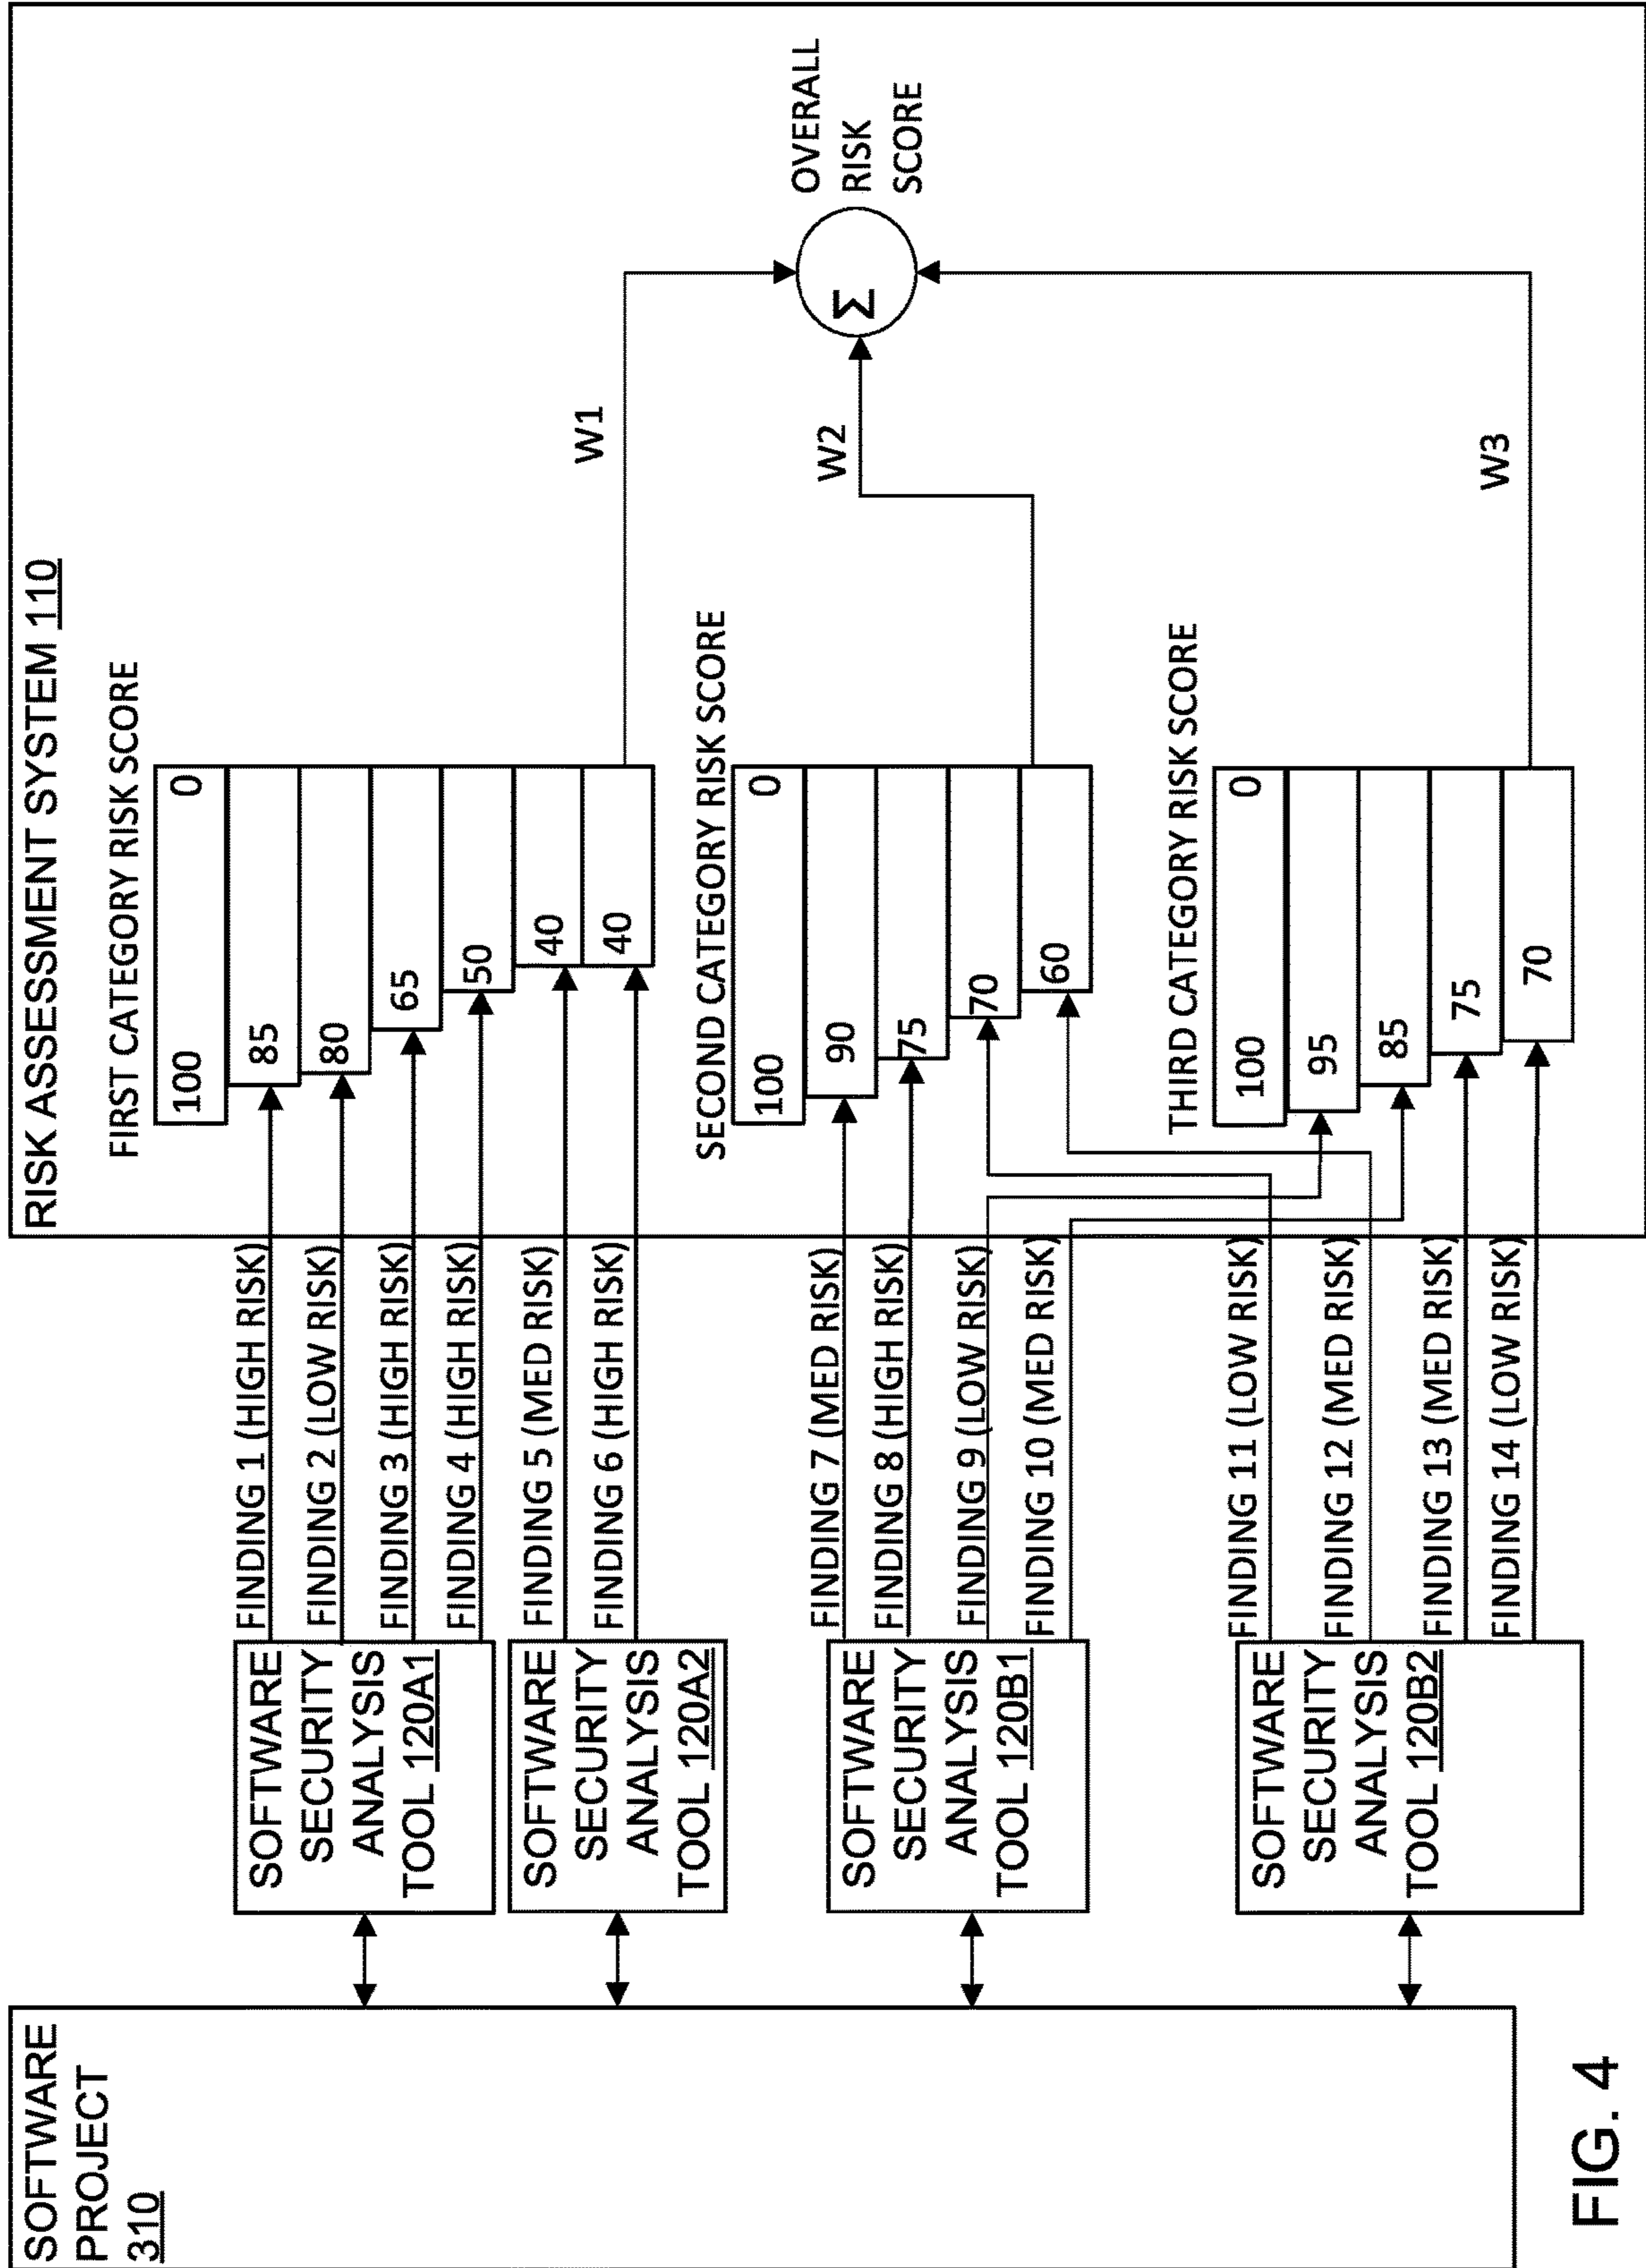 SOFTWARE
PROJECT
310
SOFTWARE
SECURITY
ANALYSIS
TOOL 120A1
SOFTWARE
SECURITY
ANALYSIS
TOOL 120A2
SOFTWARE
SECURITY
ANALYSIS
TOOL 120B1
SOFTWARE
SECURITY
ANALYSIS
TOOL 120B2
FINDING 1 (HIGH RISK)
FINDING 2 (LOW RISK)
FINDING 3 (HIGH RISK)
FINDING 4 (HIGH RISK)
FINDING 5 (MED RISK)
FINDING 6 (HIGH RISK)
FINDING 7 (MED RISK)
FINDING 8 (HIGH RISK)
FINDING 9 (LOW RISK)
FINDING 10 (MED RISK)
FINDING 11 (LOW RISK)
FINDING 12 (MED RISK)
FINDING 13 (MED RISK)
FINDING 14 (LOW RISK)
RISK ASSESSMENT SYSTEM 110
FIRST CATEGORY RISK SCORE
100 0
85
80
65
50
40
40
SECOND CATEGORY RISK SCORE
100 0
90
75
70
60
THIRD CATEGORY RISK SCORE
100 0
95
85
75
70
W1
W2
W3
Σ
OVERALL
RISK
SCORE
FIG. 4